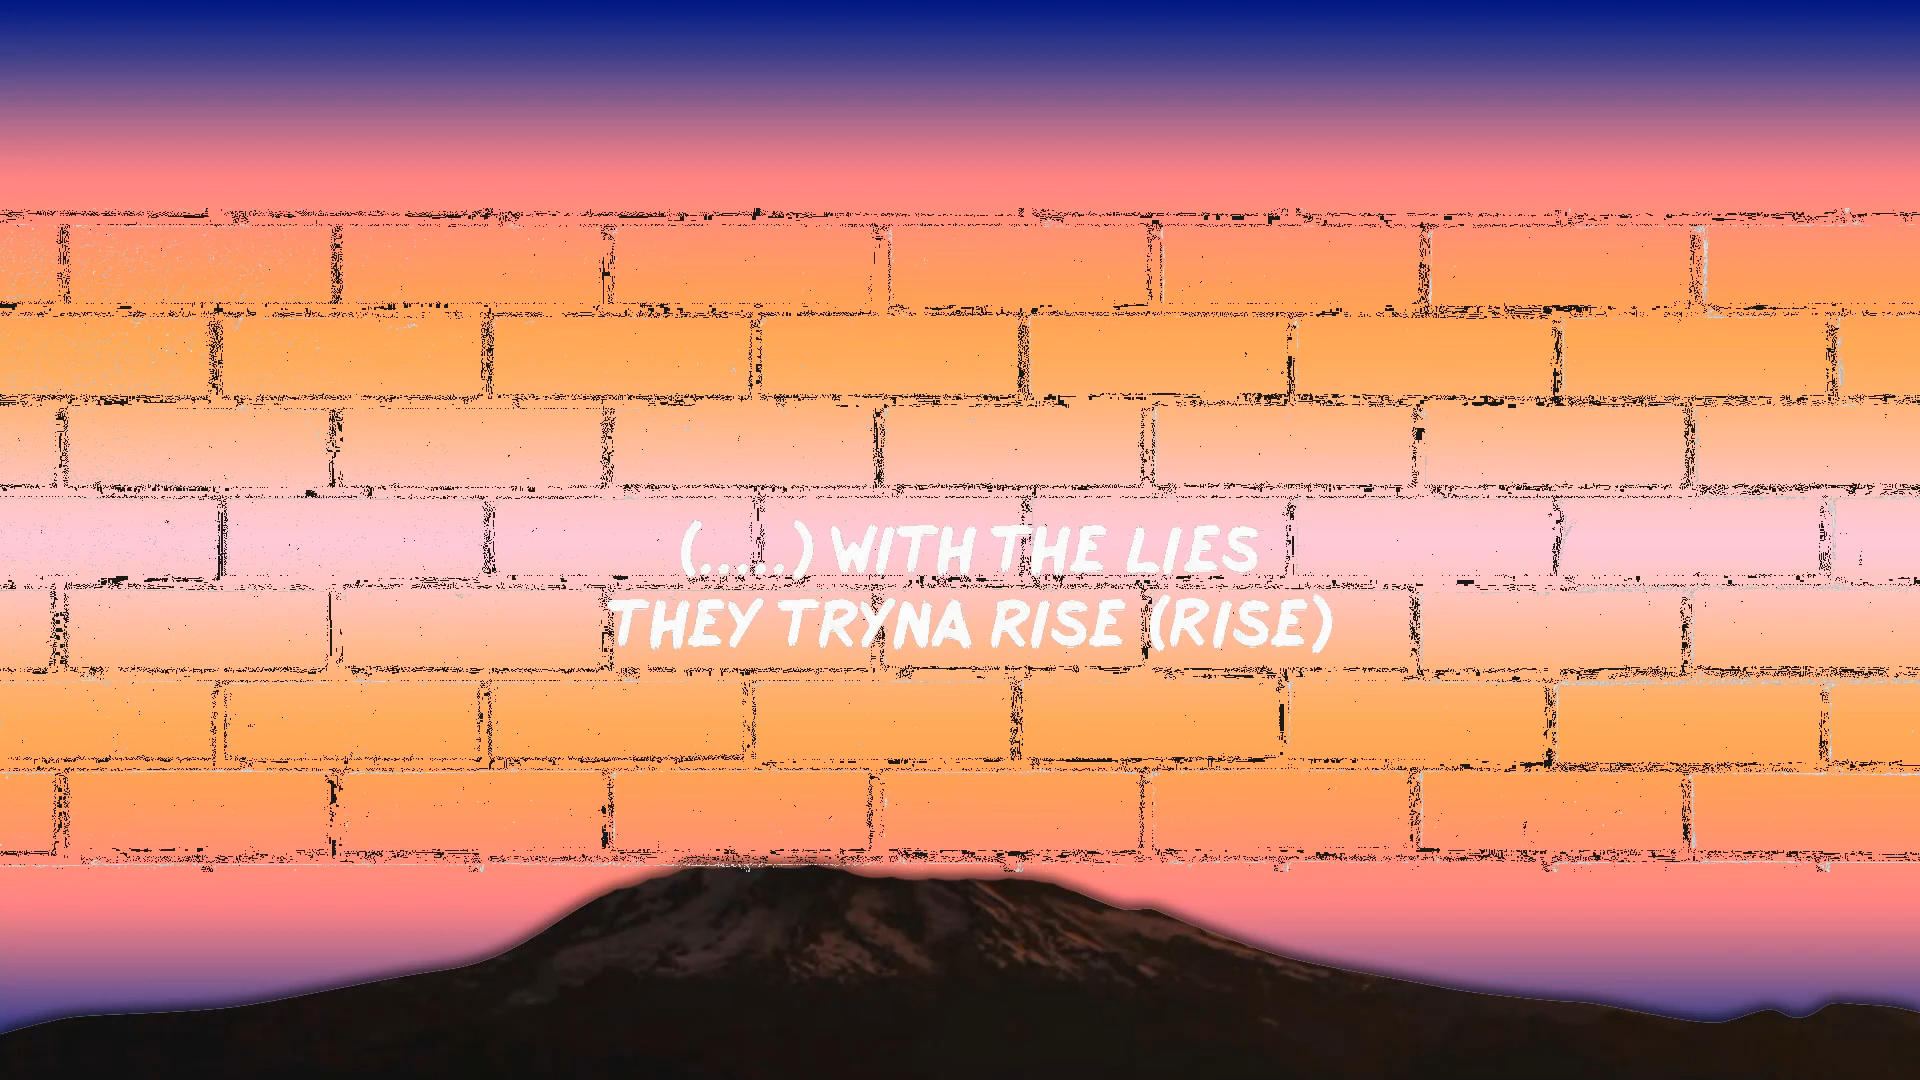 (.....) WITH THE LIES
THEY TRYNA RISE (RISE)